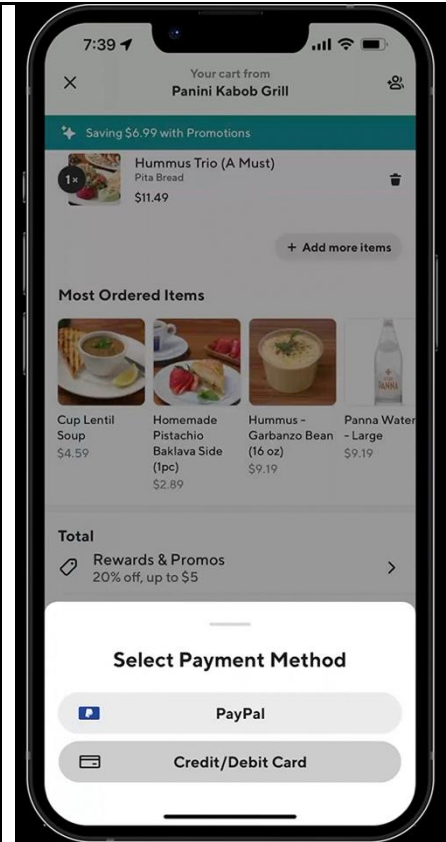 7:39
Your cart from
Panini Kabob Grill
Saving $6.99 with Promotions
1×
Hummus Trio (A Must)
Pita Bread
$11.49
+ Add more items
Most Ordered Items
PANNA
Cup Lentil
Soup
$4.59
Homemade
Pistachio
Baklava Side
(1pc)
$2.89
Hummus -
Garbanzo Bean
(16 oz)
$9.19
Panna Water
- Large
$9.19
Total
Rewards & Promos
20% off, up to $5
Select Payment Method
PayPal
Credit/Debit Card